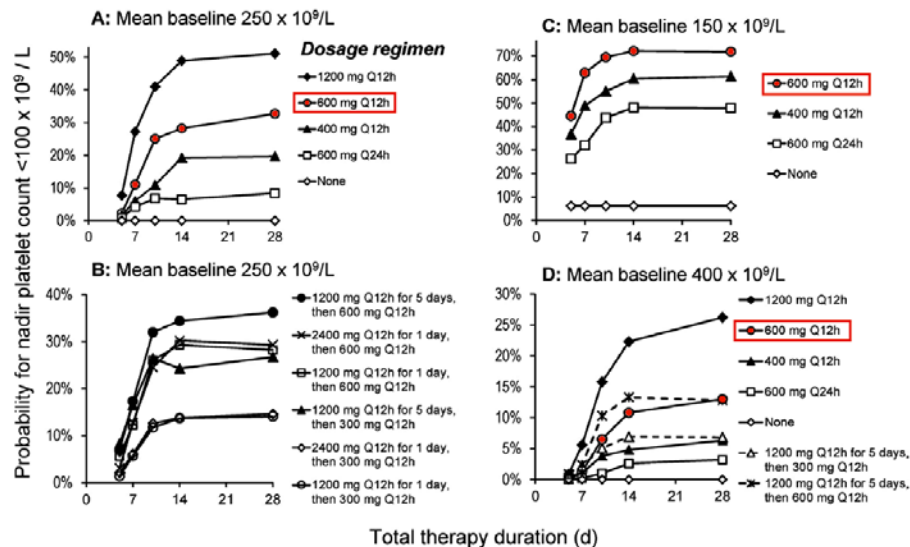 Probability for nadir platelet count <100 x 10⁹ / L
A: Mean baseline 250 x 10⁹/L
50%
40%
30%
20%
10%
0%
0
7
14
21
28
Dosage regimen
1200 mg Q12h
600 mg Q12h
400 mg Q12h
600 mg Q24h
None
B: Mean baseline 250 x 10⁹/L
40%
30%
20%
10%
0%
0
7
14
21
28
1200 mg Q12h for 5 days,
then 600 mg Q12h
2400 mg Q12h for 1 day,
then 600 mg Q12h
1200 mg Q12h for 1 day,
then 600 mg Q12h
1200 mg Q12h for 5 days,
then 300 mg Q12h
2400 mg Q12h for 1 day,
then 300 mg Q12h
1200 mg Q12h for 1 day,
then 300 mg Q12h
C: Mean baseline 150 x 10⁹/L
70%
60%
50%
40%
30%
20%
10%
0%
0
7
14
21
28
600 mg Q12h
400 mg Q12h
600 mg Q24h
None
D: Mean baseline 400 x 10⁹/L
30%
25%
20%
15%
10%
5%
0%
0
7
14
21
28
1200 mg Q12h
600 mg Q12h
400 mg Q12h
600 mg Q24h
None
1200 mg Q12h for 5 days,
then 300 mg Q12h
1200 mg Q12h for 5 days,
then 600 mg Q12h
Total therapy duration (d)